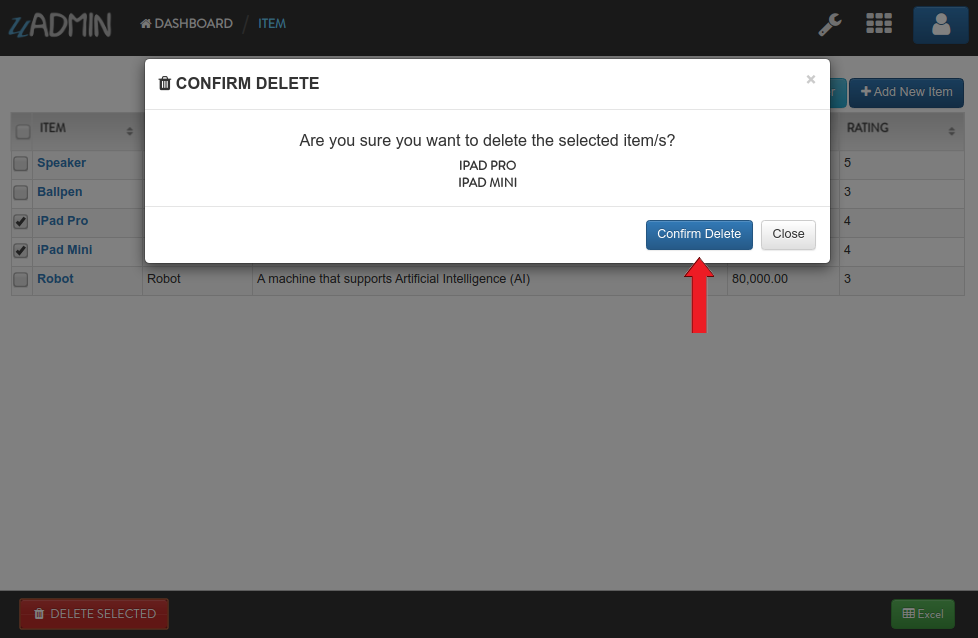 uADMIN
DASHBOARD / ITEM
CONFIRM DELETE
×
Are you sure you want to delete the selected item/s?
IPAD PRO
IPAD MINI
Confirm Delete
Close
r
Add New Item
ITEM
RATING
Speaker
5
Ballpen
3
iPad Pro
4
iPad Mini
4
Robot
Robot
A machine that supports Artificial Intelligence (AI)
80,000.00
3
DELETE SELECTED
Excel